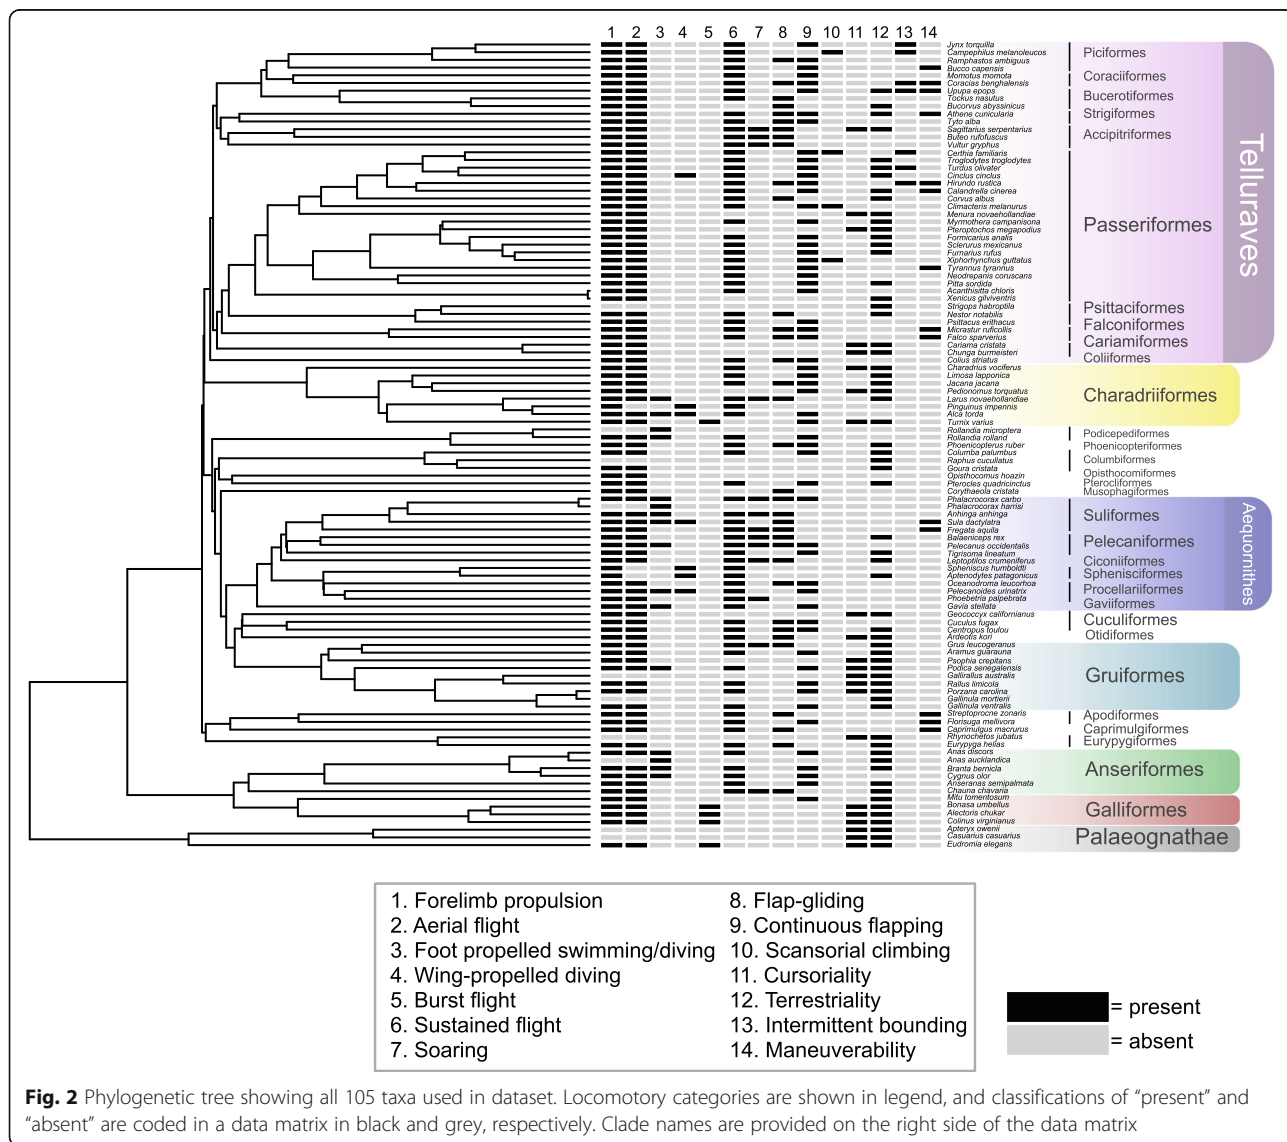 1 2 3 4 5 6 7 8 9 10 11 12 13 14
Jynx torquilla
Campephilus melanoleucos
Ramphastos ambiguus
Bucco capensis
Momotus momota
Coracias benghalensis
Upupa epops
Tockus nasutus
Bucorvus abyssinicus
Athene cunicularia
Tyto alba
Sagittarius serpentarius
Buteo rufofuscus
Vultur gryphus
Certhia familiaris
Troglodytes troglodytes
Turdus olivater
Cinclus cinclus
Hirundo rustica
Calandrella cinerea
Corvus albus
Climacteris melanurus
Menura novaehollandiae
Myrmothera campanisona
Pteroptochos megapodius
Formicarius analis
Sclerurus mexicanus
Furnarius rufus
Xiphorhynchus guttatus
Tyrannus tyrannus
Neodrepanis coruscans
Pitta sordida
Acanthisitta chloris
Xenicus gilviventris
Strigops habroptila
Nestor notabilis
Psittacus erithacus
Micrastur ruficollis
Falco sparverius
Cariama cristata
Chunga burmeisteri
Colius striatus
Charadrius vociferus
Limosa lapponica
Jacana jacana
Pedionomus torquatus
Larus novaehollandiae
Pinguinus impennis
Alca torda
Turnix varius
Rollandia microptera
Rollandia rolland
Phoenicopterus ruber
Columba palumbus
Raphus cucullatus
Goura cristata
Opisthocomus hoazin
Pterocles quadricinctus
Corythaeola cristata
Phalacrocorax carbo
Phalacrocorax harrisi
Anhinga anhinga
Sula dactylatra
Fregata aquila
Balaeniceps rex
Pelecanus occidentalis
Tigrisoma lineatum
Leptoptilos crumeniferus
Spheniscus humboldti
Aptenodytes patagonicus
Oceanodroma leucorhoa
Pelecanoides urinatrix
Phoebetria palpebrata
Gavia stellata
Geococcyx californianus
Cuculus fugax
Centropus toulou
Ardeotis kori
Grus leucogeranus
Aramus guarauna
Psophia crepitans
Podica senegalensis
Gallirallus australis
Rallus limicola
Porzana carolina
Gallinula mortierii
Gallinula ventralis
Streptoprocne zonaris
Florisuga mellivora
Caprimulgus macrurus
Rhynochetos jubatus
Eurypyga helias
Anas discors
Anas aucklandica
Branta bernicla
Cygnus olor
Anseranas semipalmata
Chauna chavaria
Mitu tomentosum
Bonasa umbellus
Alectoris chukar
Colinus virginianus
Apteryx owenii
Casuarius casuarius
Eudromia elegans
Piciformes
Coraciiformes
Bucerotiformes
Strigiformes
Accipitriformes
Passeriformes
Psittaciformes
Falconiformes
Cariamiformes
Coliiformes
Telluraves
Charadriiformes
Podicepediformes
Phoenicopteriformes
Columbiformes
Opisthocomiformes
Pterocliformes
Musophagiformes
Suliformes
Pelecaniformes
Ciconiiformes
Sphenisciformes
Procellariiformes
Gaviiformes
Aequornithes
Cuculiformes
Otidiformes
Gruiformes
Apodiformes
Caprimulgiformes
Eurypygiformes
Anseriformes
Galliformes
Palaeognathae
1. Forelimb propulsion
2. Aerial flight
3. Foot propelled swimming/diving
4. Wing-propelled diving
5. Burst flight
6. Sustained flight
7. Soaring
8. Flap-gliding
9. Continuous flapping
10. Scansorial climbing
11. Cursoriality
12. Terrestriality
13. Intermittent bounding
14. Maneuverability
= present
= absent
Fig. 2 Phylogenetic tree showing all 105 taxa used in dataset. Locomotory categories are shown in legend, and classifications of “present” and
“absent” are coded in a data matrix in black and grey, respectively. Clade names are provided on the right side of the data matrix